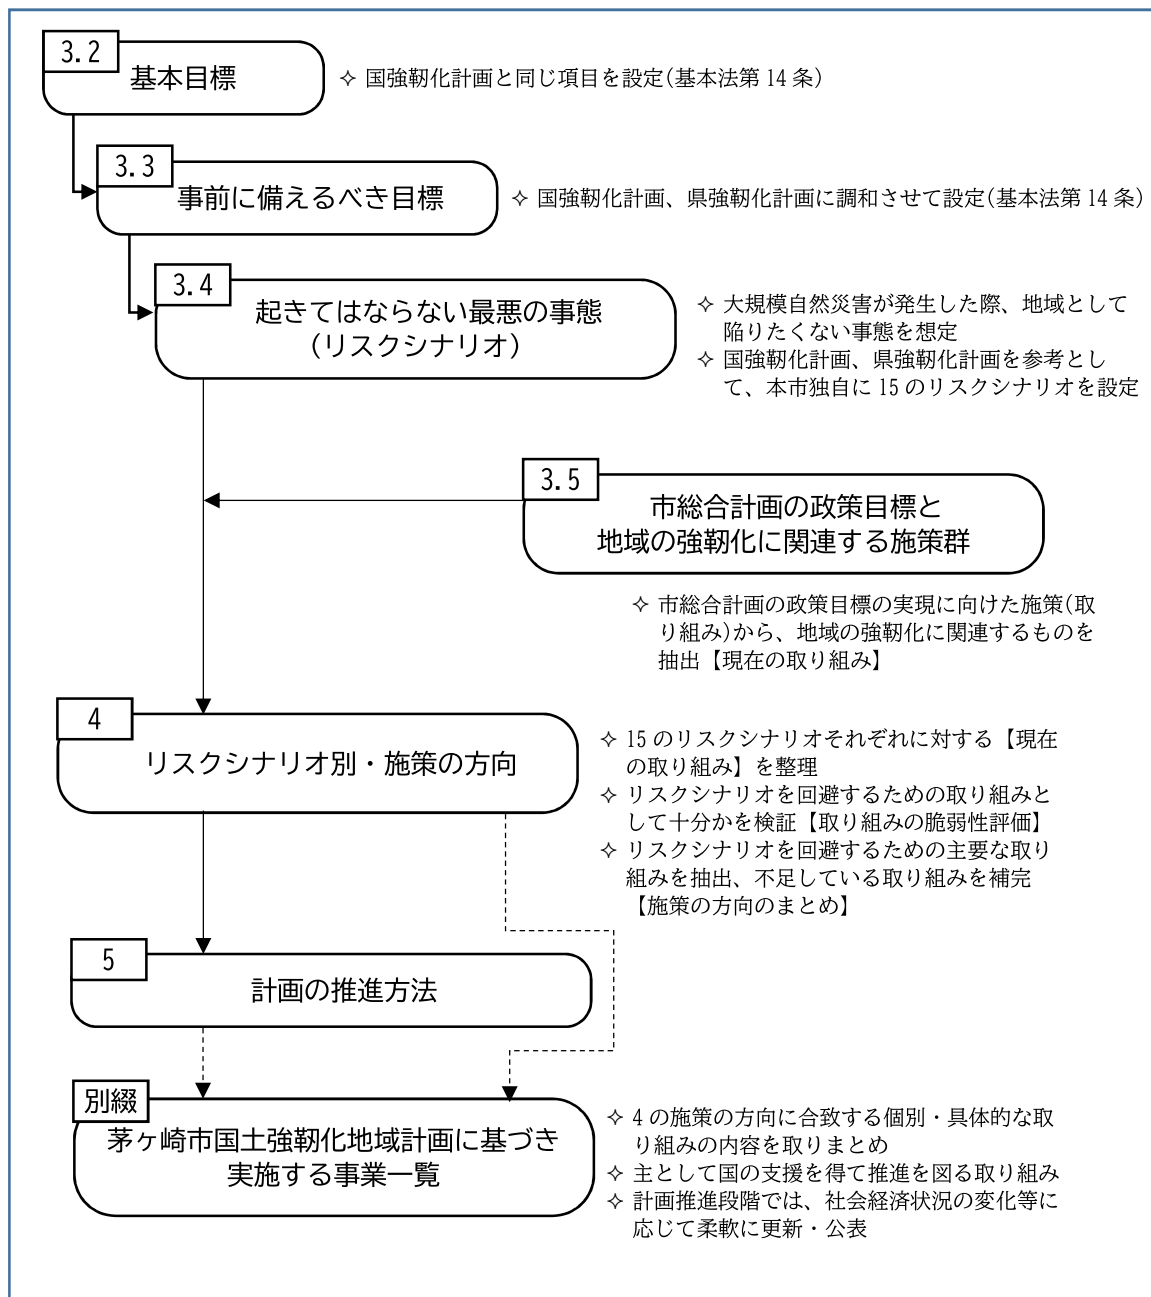 3.2
基本目標
✧ 国強靭化計画と同じ項目を設定(基本法第14条)
3.3
事前に備えるべき目標
✧ 国強靭化計画、県強靭化計画に調和させて設定(基本法第14条)
3.4
起きてはならない最悪の事態
（リスクシナリオ）
✧ 大規模自然災害が発生した際、地域として
陥りたくない事態を想定
✧ 国強靭化計画、県強靭化計画を参考とし
て、本市独自に15のリスクシナリオを設定
3.5
市総合計画の政策目標と
地域の強靭化に関連する施策群
✧ 市総合計画の政策目標の実現に向けた施策(取
り組み)から、地域の強靭化に関連するものを
抽出【現在の取り組み】
4
リスクシナリオ別・施策の方向
✧ 15のリスクシナリオそれぞれに対する【現在
の取り組み】を整理
✧ リスクシナリオを回避するための取り組みと
して十分かを検証【取り組みの脆弱性評価】
✧ リスクシナリオを回避するための主要な取り
組みを抽出、不足している取り組みを補完
【施策の方向のまとめ】
5
計画の推進方法
別綴
茅ヶ崎市国土強靭化地域計画に基づき
実施する事業一覧
✧ 4の施策の方向に合致する個別・具体的な取
り組みの内容を取りまとめ
✧ 主として国の支援を得て推進を図る取り組み
✧ 計画推進段階では、社会経済状況の変化等に
応じて柔軟に更新・公表